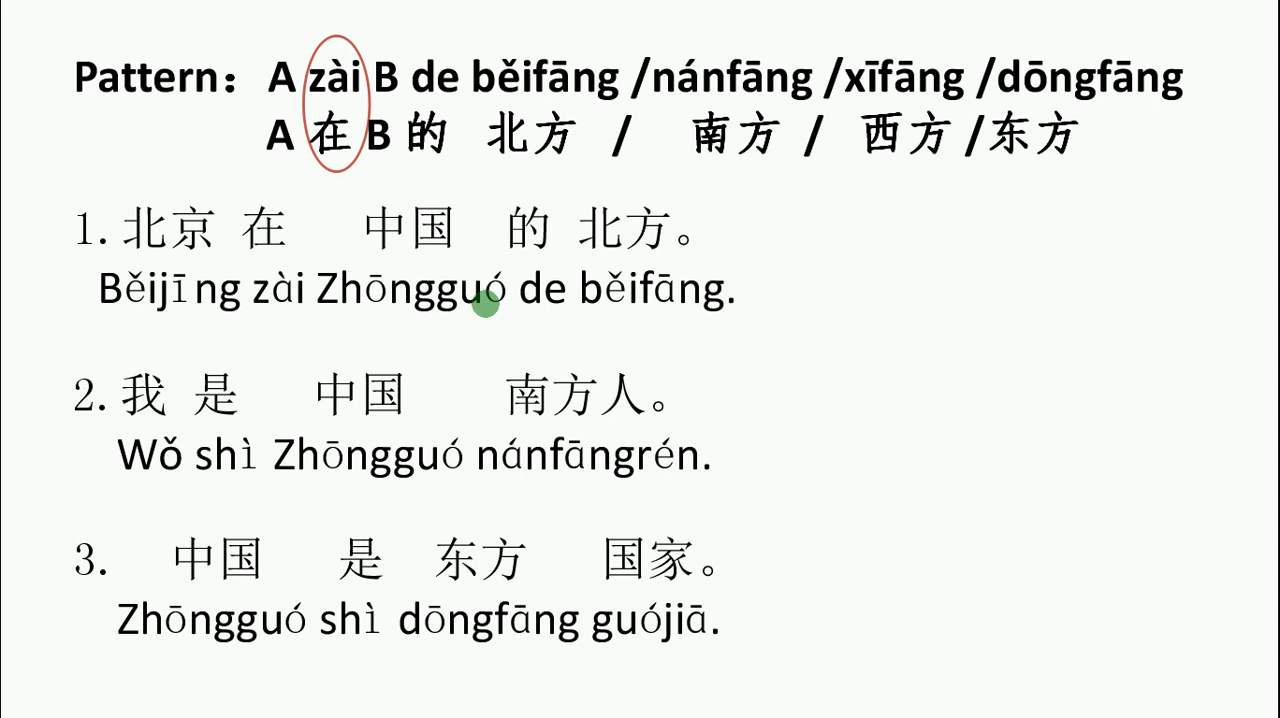 Pattern：A zài B de běifāng /nánfāng /xīfāng /dōngfāng
A 在 B 的 北方 / 南方 / 西方 /东方
1. 北京 在 中国 的 北方。
Běijīng zài Zhōngguó de běifāng.
2. 我 是 中国 南方人。
Wǒ shì Zhōngguó nánfāngrén.
3. 中国 是 东方 国家。
Zhōngguó shì dōngfāng guójiā.